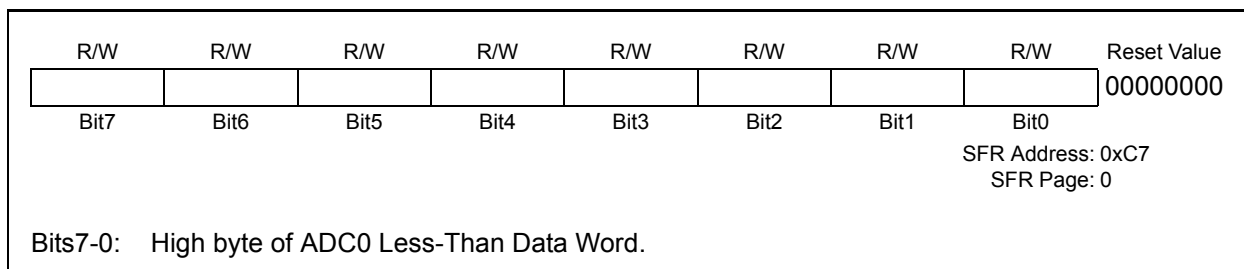 R/W R/W R/W R/W R/W R/W R/W R/W Reset Value
00000000
Bit7 Bit6 Bit5 Bit4 Bit3 Bit2 Bit1 Bit0
SFR Address: 0xC7
SFR Page: 0
Bits7-0: High byte of ADC0 Less-Than Data Word.